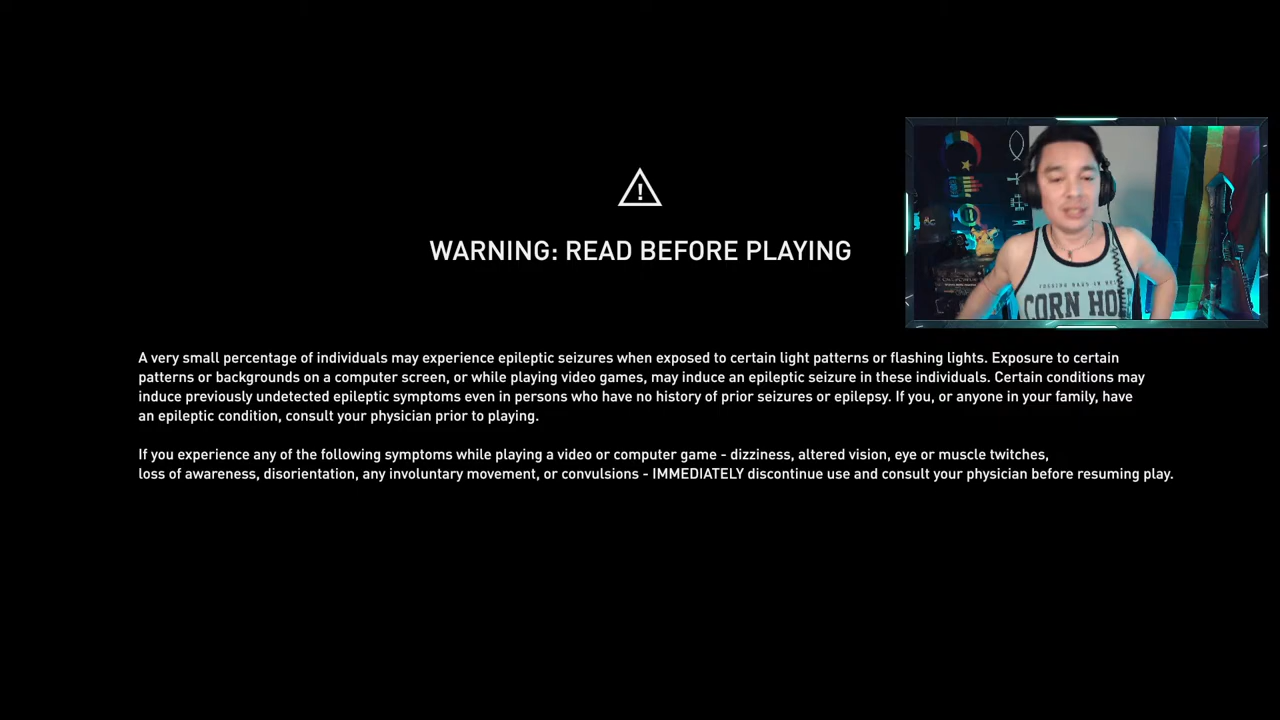 WARNING: READ BEFORE PLAYING
CORN HO
A very small percentage of individuals may experience epileptic seizures when exposed to certain light patterns or flashing lights. Exposure to certain
patterns or backgrounds on a computer screen, or while playing video games, may induce an epileptic seizure in these individuals. Certain conditions may
induce previously undetected epileptic symptoms even in persons who have no history of prior seizures or epilepsy. If you, or anyone in your family, have
an epileptic condition, consult your physician prior to playing.
If you experience any of the following symptoms while playing a video or computer game - dizziness, altered vision, eye or muscle twitches,
loss of awareness, disorientation, any involuntary movement, or convulsions - IMMEDIATELY discontinue use and consult your physician before resuming play.